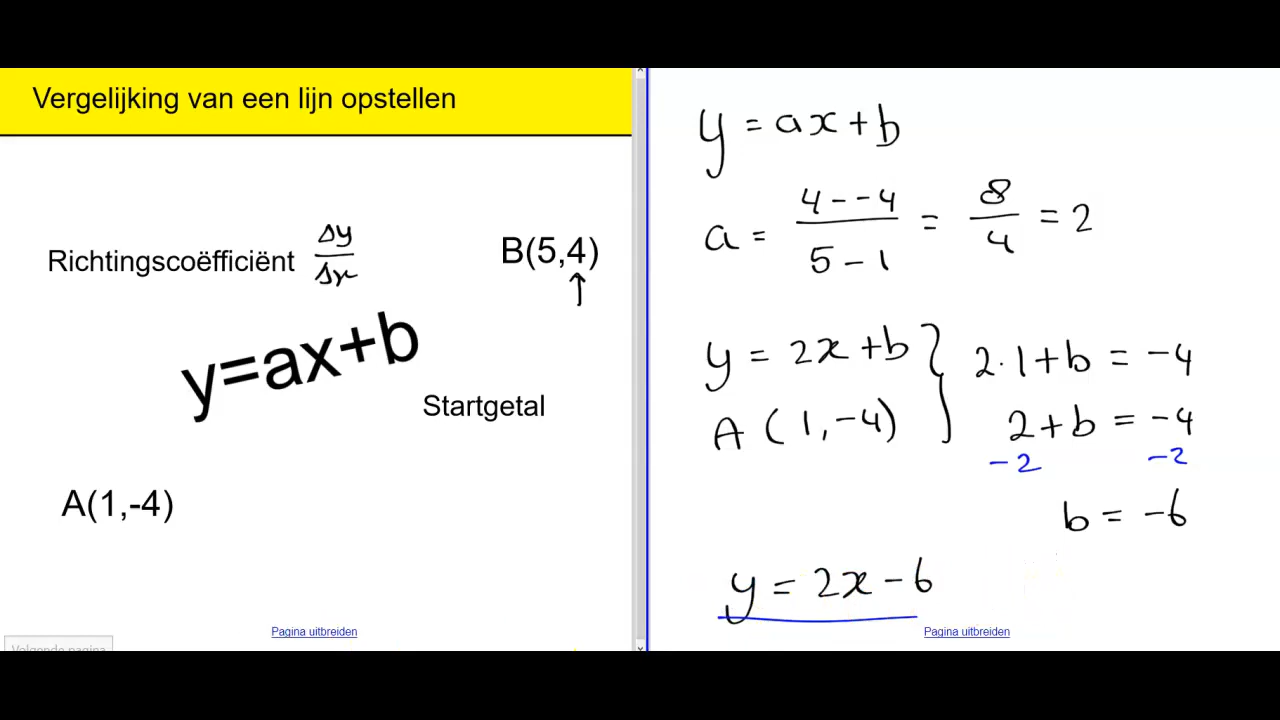 Vergelijking van een lijn opstellen
Richtingscoëfficiënt Δy/Δx
B(5,4)
↑
y=ax+b
Startgetal
A(1,-4)
Pagina uitbreiden
Volgende pagina
y = ax + b
a = (4 - -4)/(5 - 1) = 8/4 = 2
y = 2x + b } 2·1 + b = -4
A (1, -4) 2 + b = -4
-2 -2
b = -6
y = 2x - 6
Pagina uitbreiden